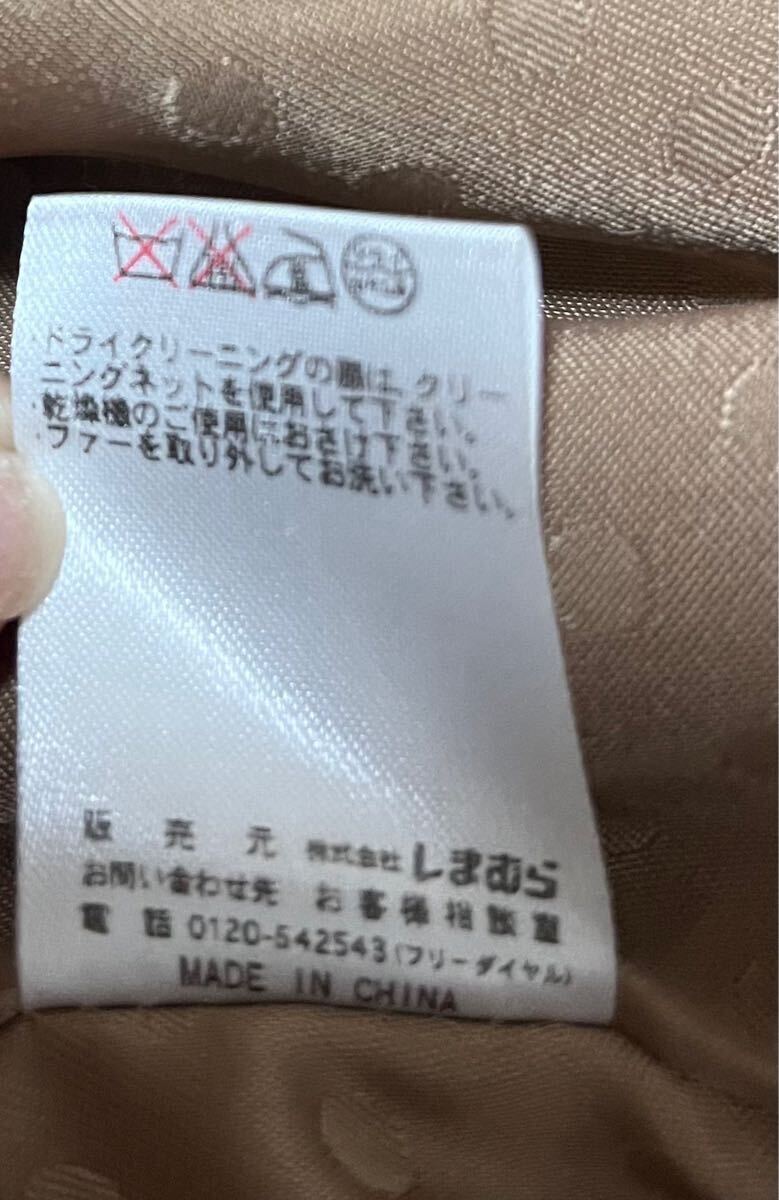 ・ドライクリーニングの際は、クリー
ニングネットを使用して下さい。
・乾燥機のご使用はおさけ下さい。
・ファーを取り外してお洗い下さい。
販売元 株式会社 しまむら
お問い合わせ先 お客様相談室
電話 0120-542543(フリーダイヤル)
MADE IN CHINA